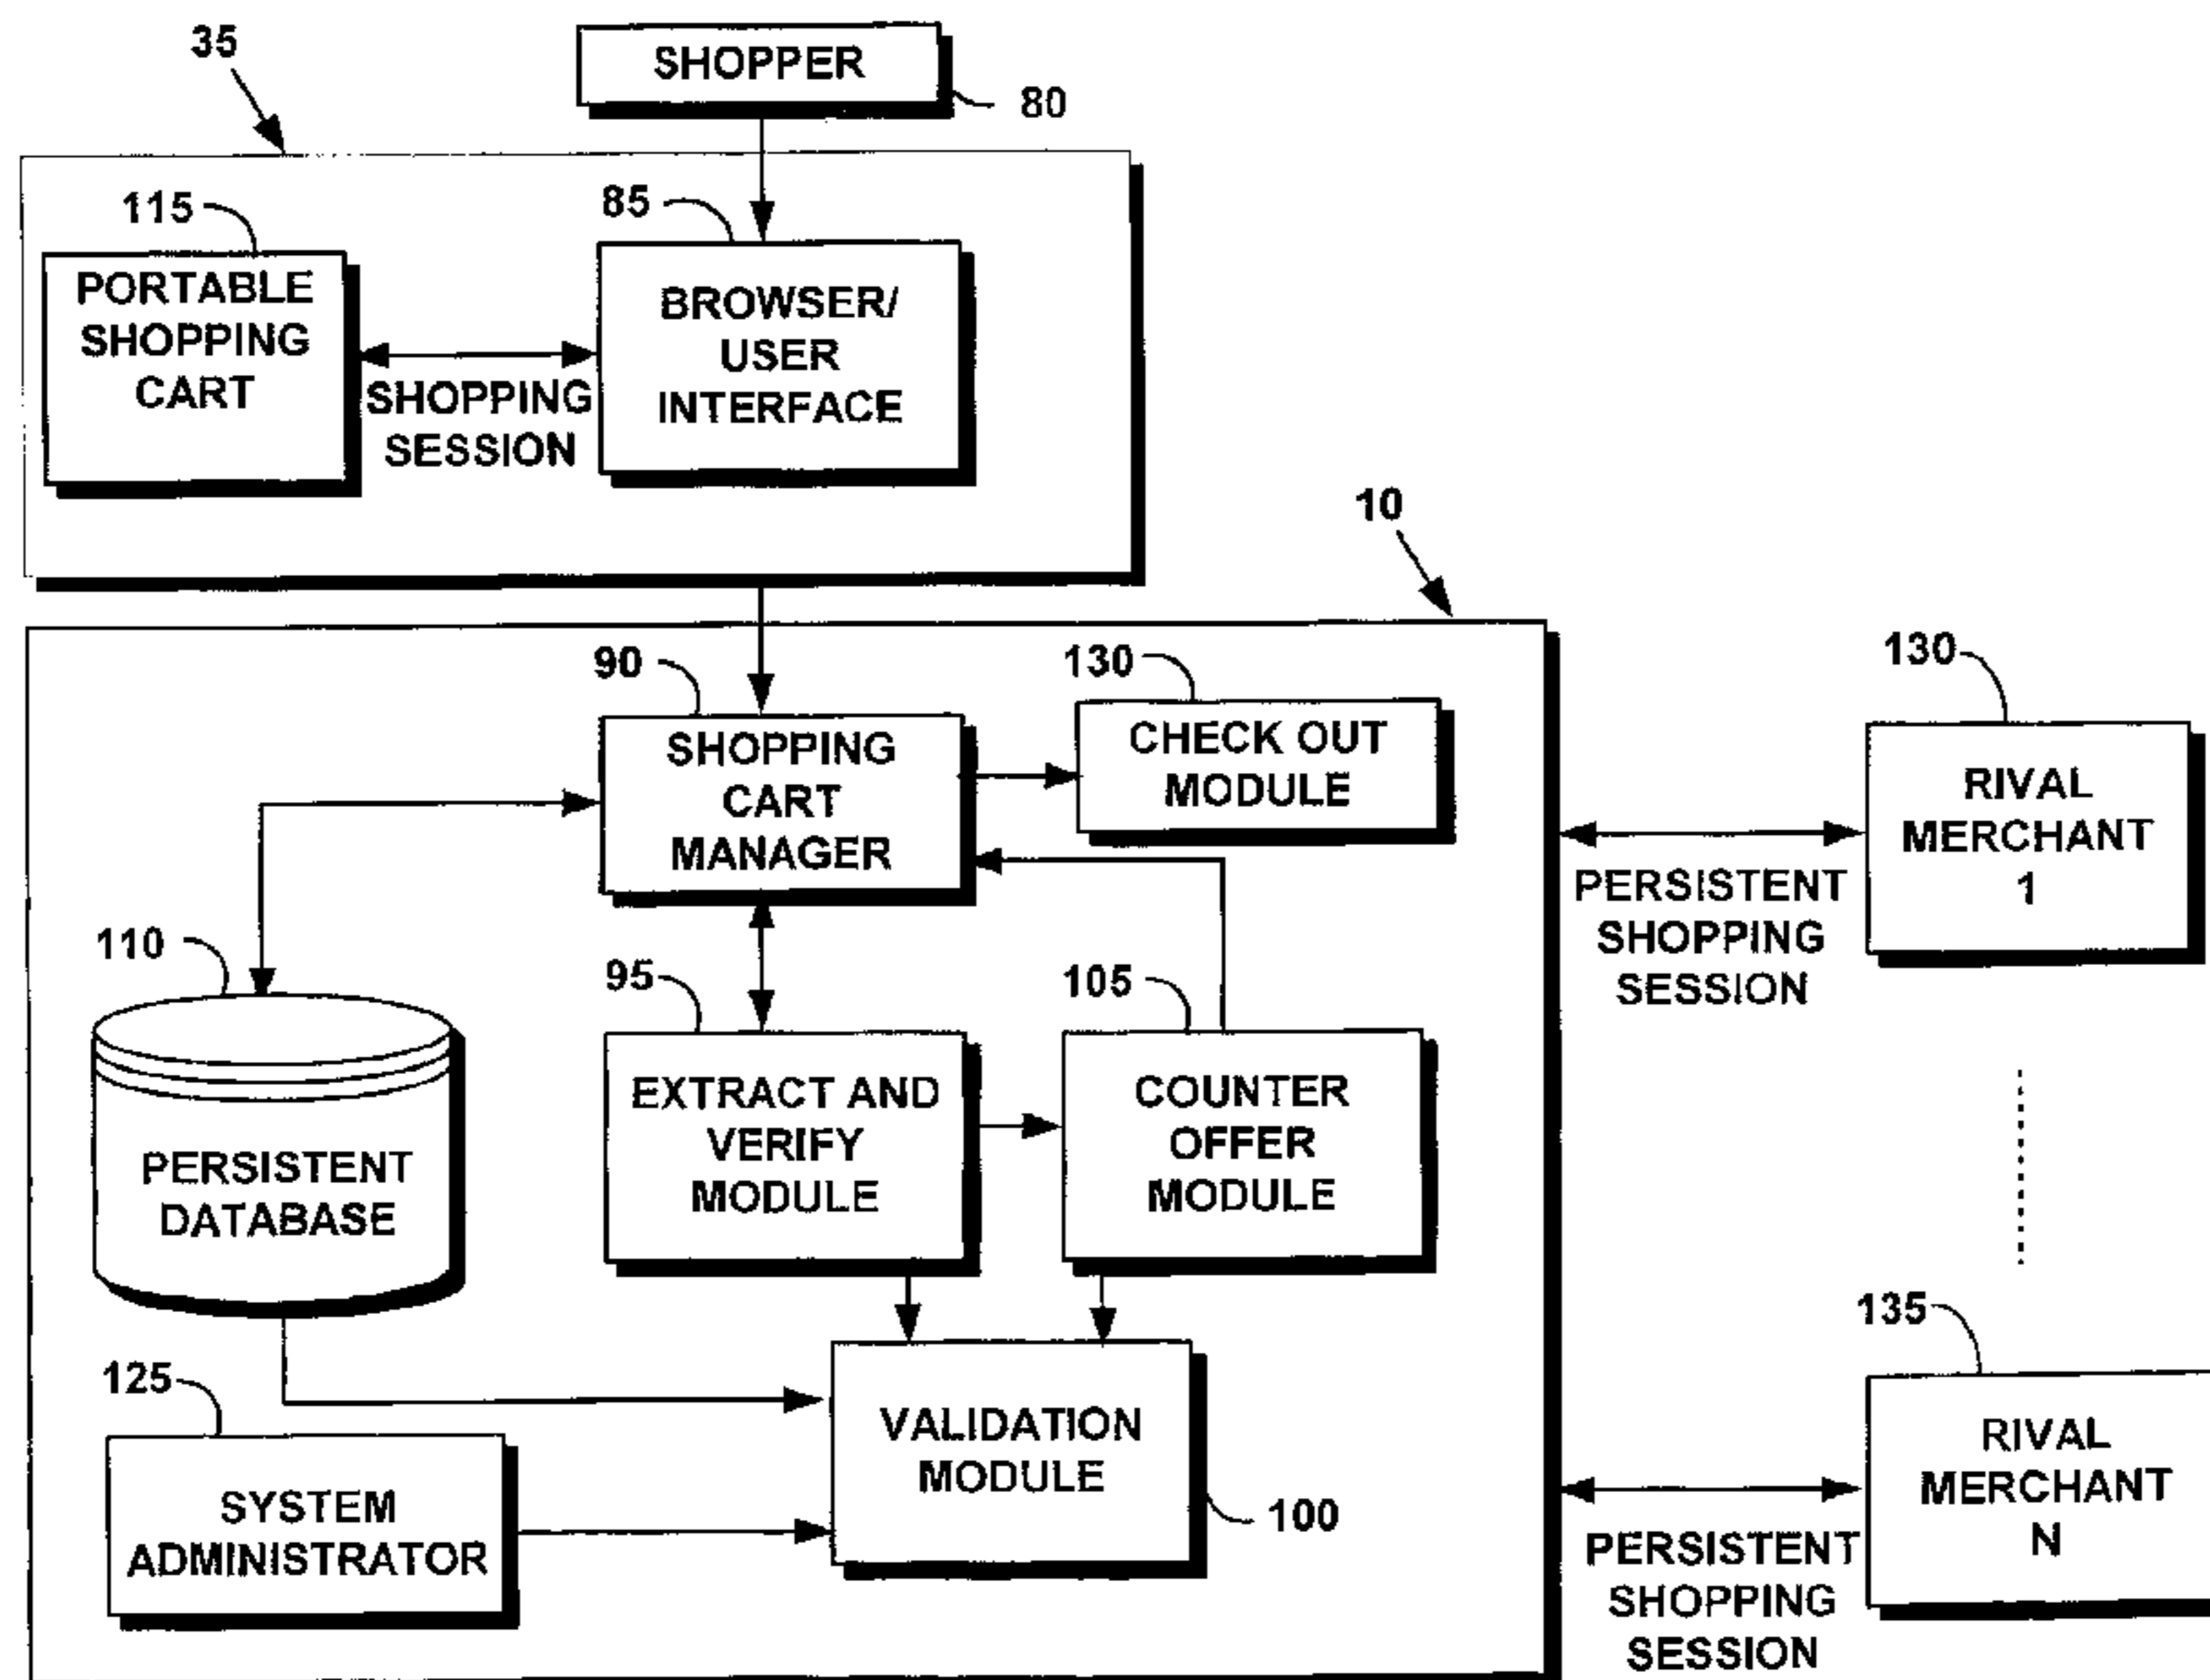 35
SHOPPER
80
115
PORTABLE
SHOPPING
CART
SHOPPING
SESSION
85
BROWSER/
USER
INTERFACE
10
90
SHOPPING
CART
MANAGER
130
CHECK OUT
MODULE
130
RIVAL
MERCHANT
1
PERSISTENT
SHOPPING
SESSION
110
PERSISTENT
DATABASE
95
EXTRACT AND
VERIFY
MODULE
105
COUNTER
OFFER
MODULE
125
SYSTEM
ADMINISTRATOR
VALIDATION
MODULE
100
135
RIVAL
MERCHANT
N
PERSISTENT
SHOPPING
SESSION